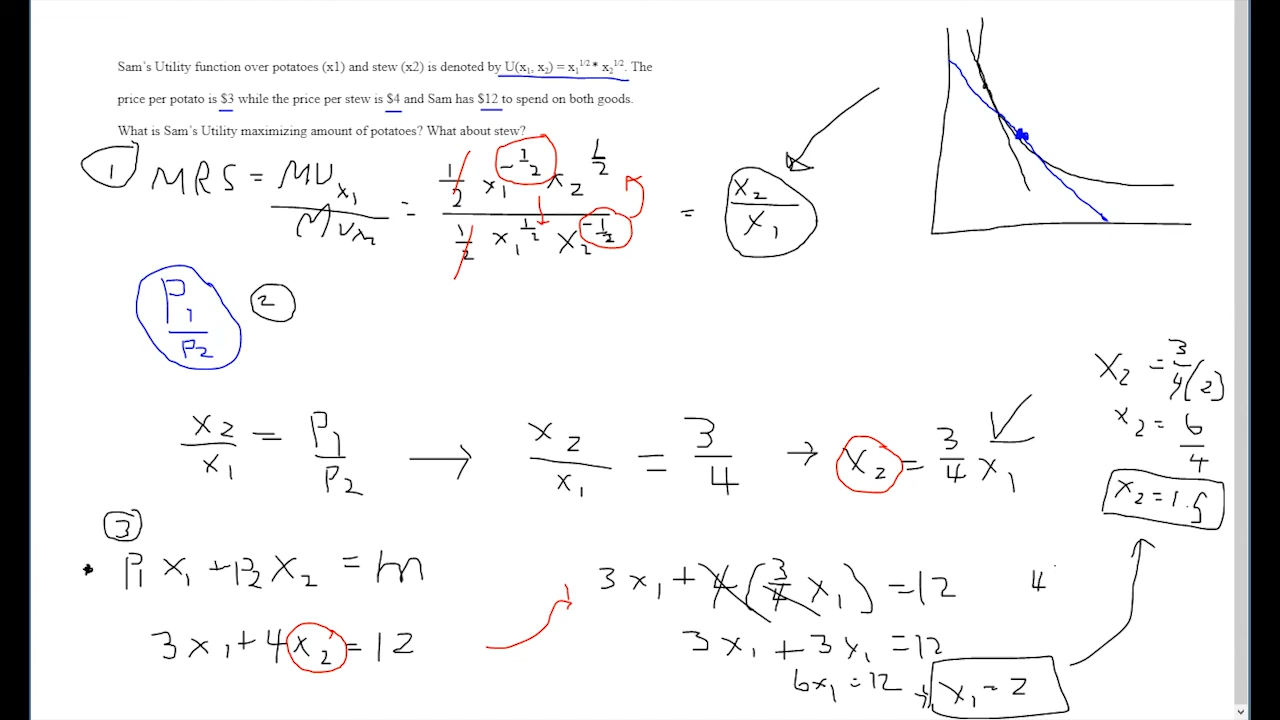 Sam's Utility function over potatoes (x1) and stew (x2) is denoted by U(x₁, x₂) = x₁^1/2 * x₂^1/2. The
price per potato is $3 while the price per stew is $4 and Sam has $12 to spend on both goods.
What is Sam's Utility maximizing amount of potatoes? What about stew?
① MRS = MU_x₁ / MU_x₂ = (1/2 x₁^-1/2 x₂^1/2) / (1/2 x₁^1/2 x₂^-1/2) = x₂/x₁
P₁/P₂ ②
x₂/x₁ = P₁/P₂ → x₂/x₁ = 3/4 → x₂ = 3/4 x₁
③
P₁x₁ + P₂x₂ = m
3x₁ + 4x₂ = 12
3x₁ + 4(3/4 x₁) = 12 4
3x₁ + 3x₁ = 12
6x₁ = 12 → x₁ = 2
x₂ = 3/4(2)
x₂ = 6/4
x₂ = 1.5